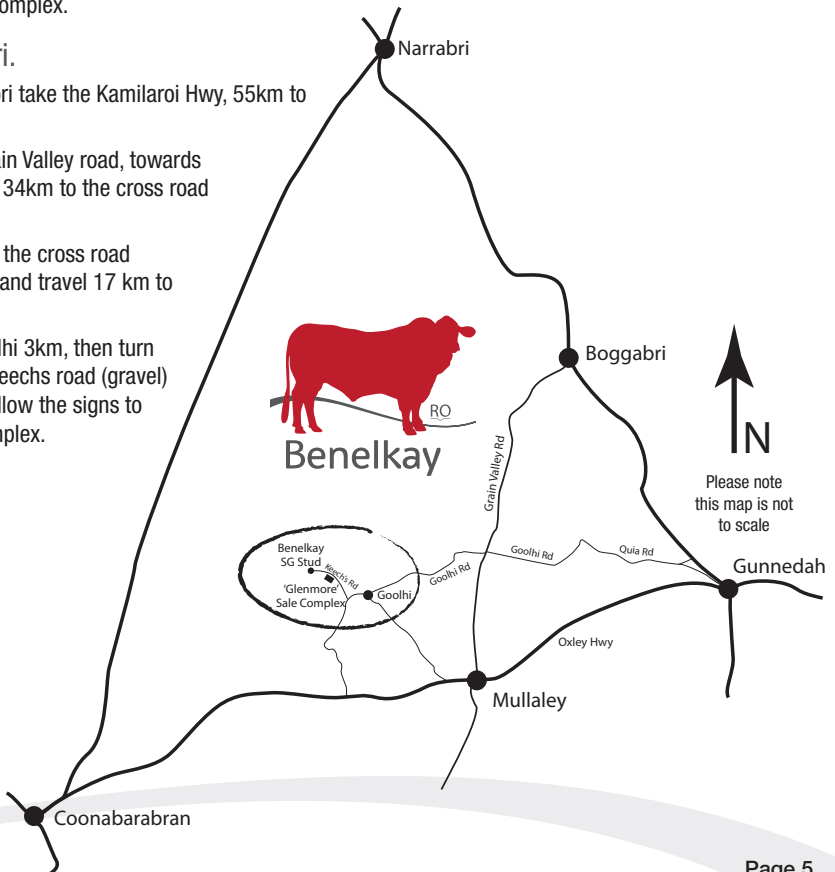 omplex.
ri.
ri take the Kamilaroi Hwy, 55km to
ain Valley road, towards
34km to the cross road
the cross road
and travel 17 km to
lhi 3km, then turn
eechs road (gravel)
llow the signs to
mplex.
Narrabri
Boggabri
RO
Benelkay
N
Please note
this map is not
to scale
Grain Valley Rd
Benelkay
SG Stud
Keech's Rd
'Glenmore'
Sale Complex
Goolhi
Goolhi Rd
Goolhi Rd
Quia Rd
Gunnedah
Oxley Hwy
Mullaley
Coonabarabran
Page 5